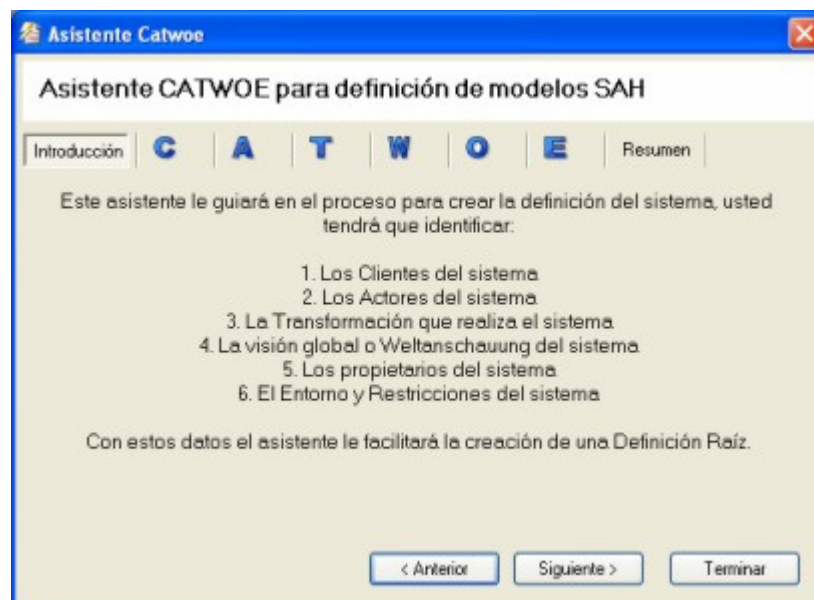 Asistente Catwoe
Asistente CATWOE para definición de modelos SAH
Introducción C A T W O E Resumen
Este asistente le guiará en el proceso para crear la definición del sistema, usted
tendrá que identificar:
1. Los Clientes del sistema
2. Los Actores del sistema
3. La Transformación que realiza el sistema
4. La visión global o Weltanschauung del sistema
5. Los propietarios del sistema
6. El Entorno y Restricciones del sistema
Con estos datos el asistente le facilitará la creación de una Definición Raíz.
< Anterior Siguiente > Terminar